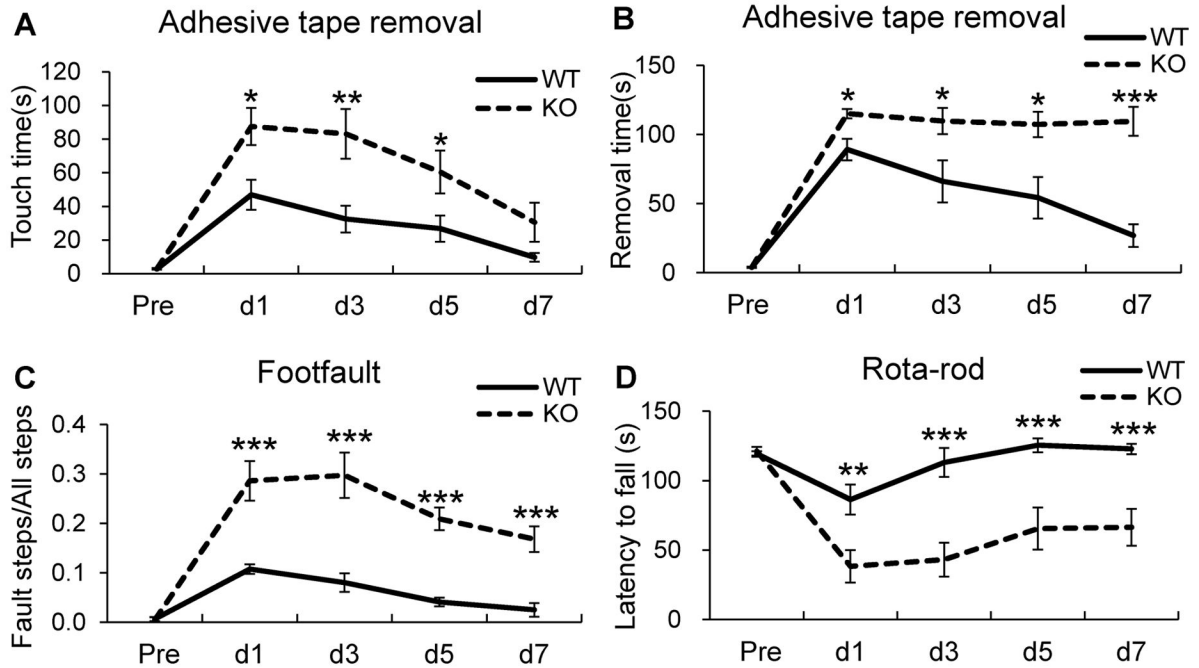 A Adhesive tape removal
WT
KO
Touch time(s)
120
100
80
60
40
20
0
* ** *
Pre d1 d3 d5 d7
B Adhesive tape removal
WT
KO
Removal time(s)
150
100
50
0
* * * ***
Pre d1 d3 d5 d7
C Footfault
WT
KO
Fault steps/All steps
0.4
0.3
0.2
0.1
0.0
*** *** *** ***
Pre d1 d3 d5 d7
D Rota-rod
WT
KO
Latency to fall (s)
150
100
50
0
** *** *** ***
Pre d1 d3 d5 d7